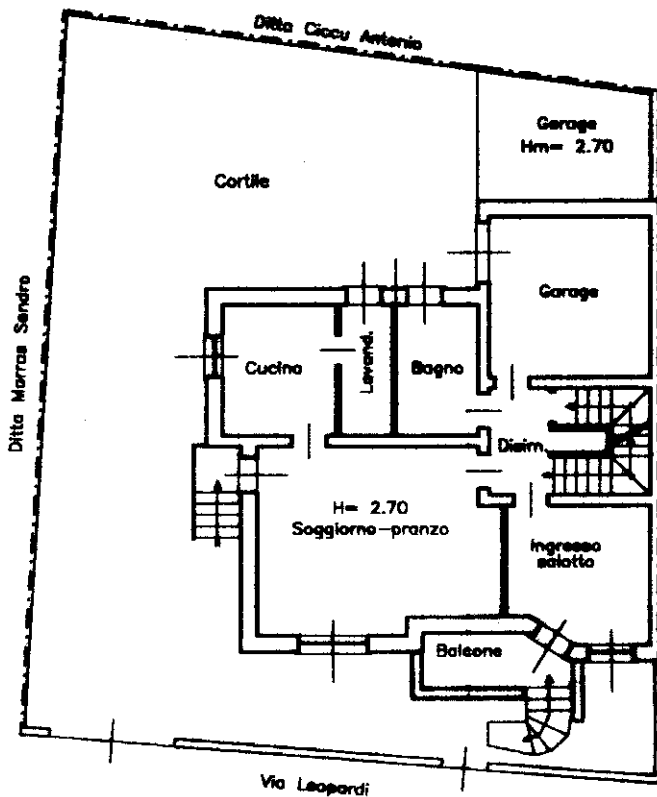 Ditta Ciccu Antonio
Garage
Hm= 2.70
Cortile
Garage
Ditta Marras Sandro
Cucina
Lavand.
Bagno
Disim.
H= 2.70
Soggiorno-pranzo
Ingresso
salotto
Balcone
Via Leopardi